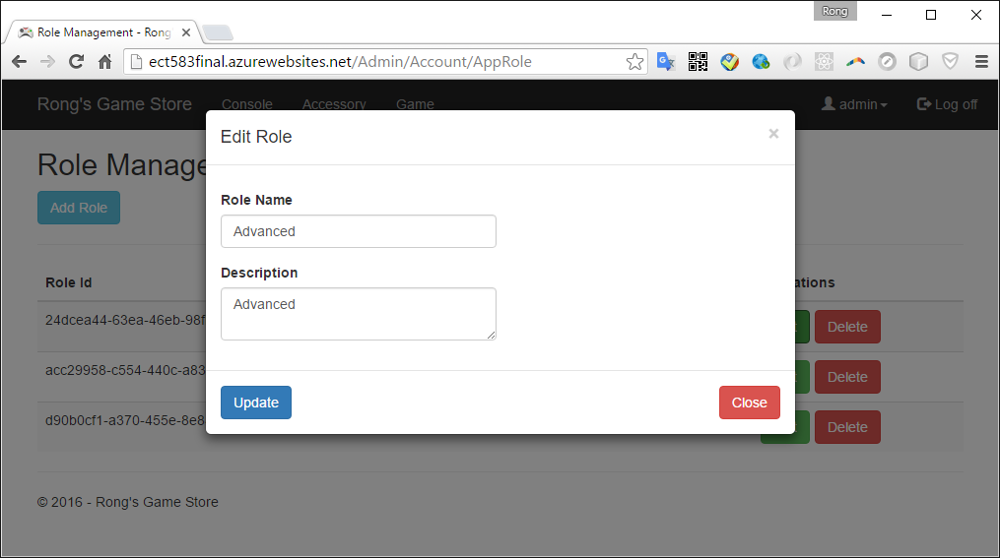 Rong
Role Management - Rong
ect583final.azurewebsites.net/Admin/Account/AppRole
Rong's Game Store Console Accessory Game admin Log off
Edit Role ×
Role Manage
Add Role
Role Name
Advanced
Description
Advanced
Role Id ations
24dcea44-63ea-46eb-98f Delete
acc29958-c554-440c-a83 Delete
d90b0cf1-a370-455e-8e8 Delete
Update Close
© 2016 - Rong's Game Store